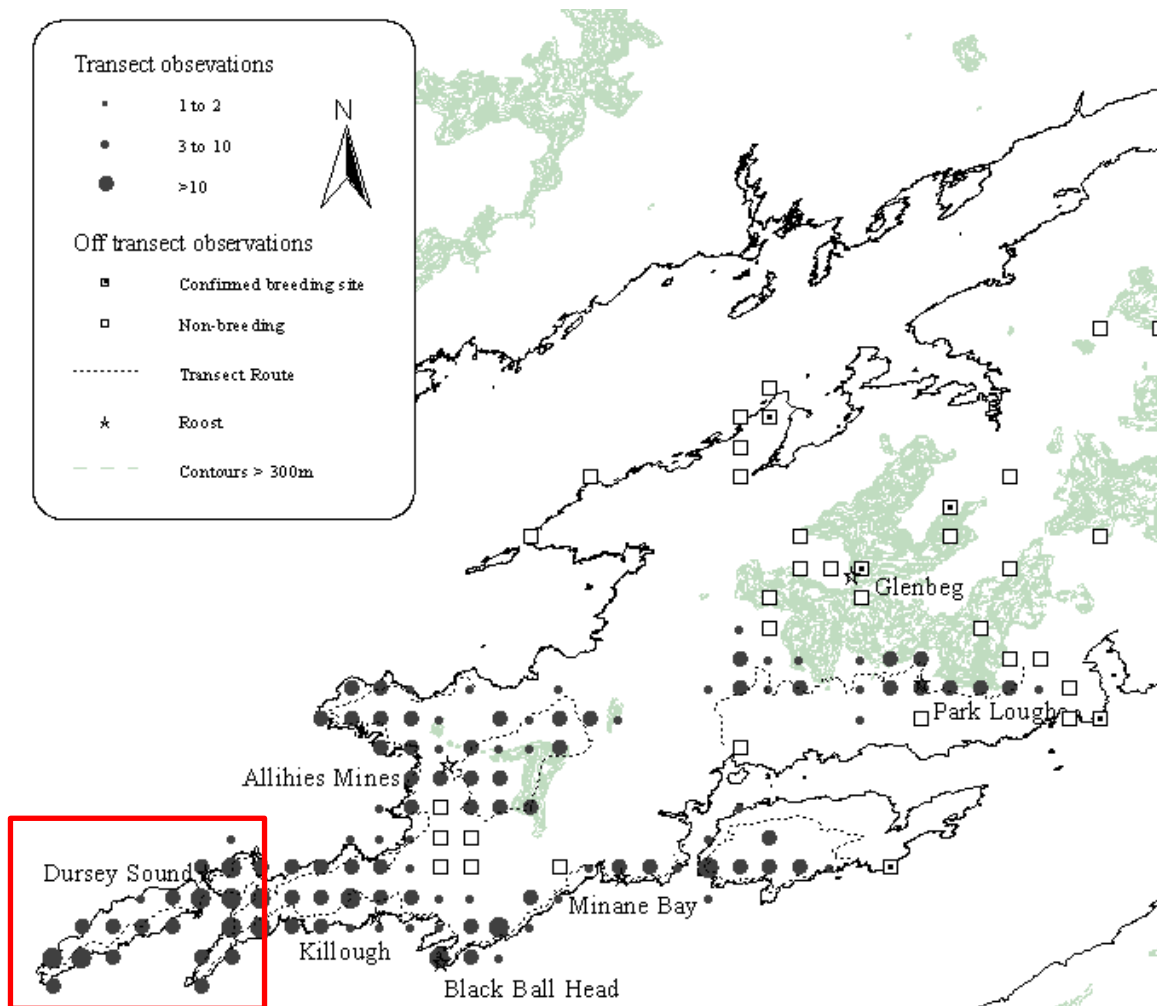 Transect obsevations
1 to 2
3 to 10
>10
N
Off transect observations
Confirmed breeding site
Non-breeding
Transect Route
Roost
Contours > 300m
Glenbeg
Park Lough
Allihies Mines
Dursey Sound
Minane Bay
Killough
Black Ball Head